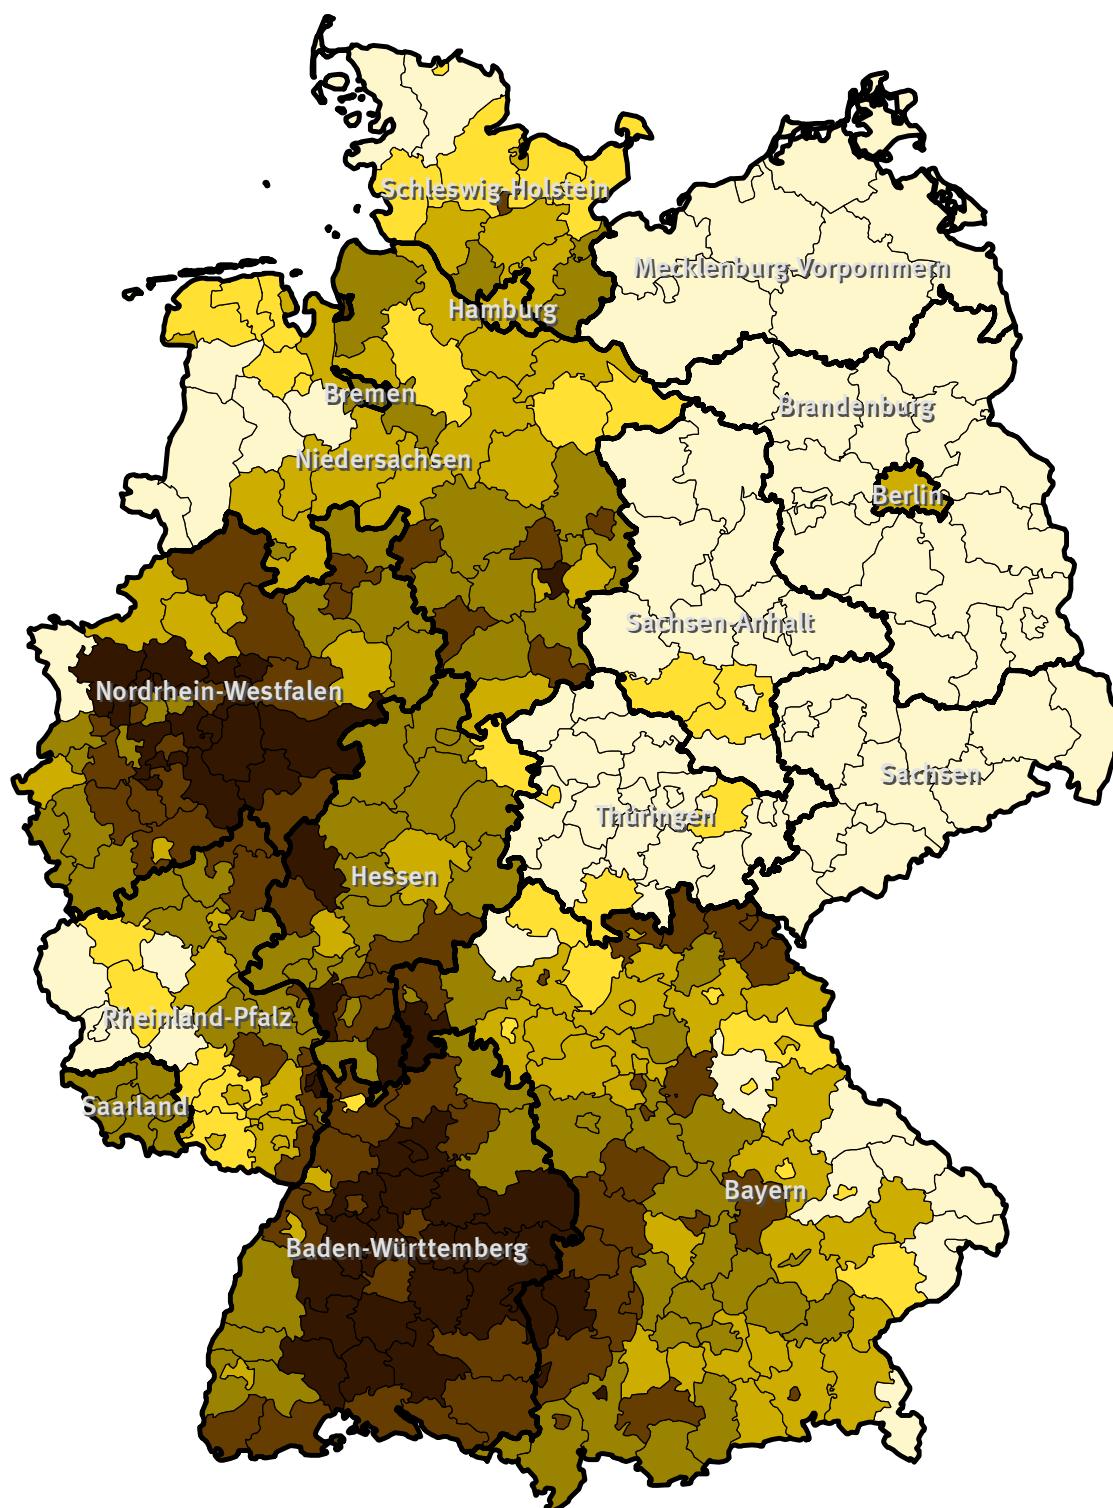 Schleswig-Holstein
Mecklenburg-Vorpommern
Hamburg
Bremen
Brandenburg
Niedersachsen
Berlin
Sachsen-Anhalt
Nordrhein-Westfalen
Sachsen
Thüringen
Hessen
Rheinland-Pfalz
Saarland
Bayern
Baden-Württemberg